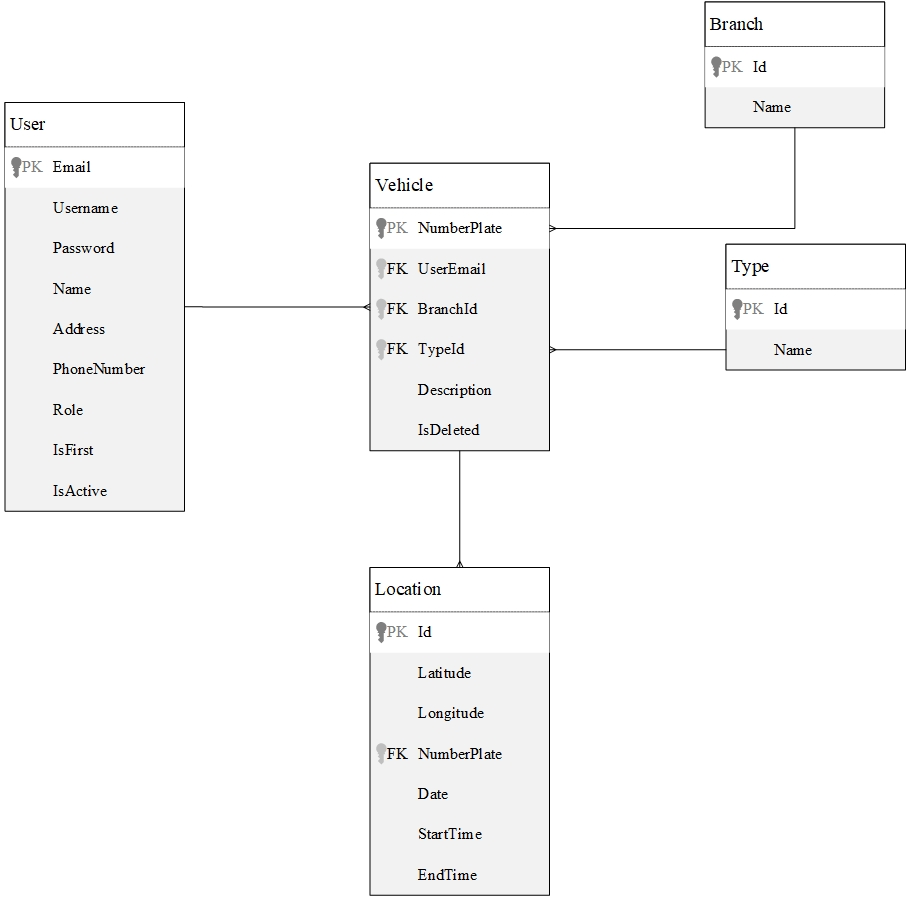 Branch
PK Id
Name
User
PK Email
Username
Password
Name
Address
PhoneNumber
Role
IsFirst
IsActive
Vehicle
PK NumberPlate
FK UserEmail
FK BranchId
FK TypeId
Description
IsDeleted
Type
PK Id
Name
Location
PK Id
Latitude
Longitude
FK NumberPlate
Date
StartTime
EndTime